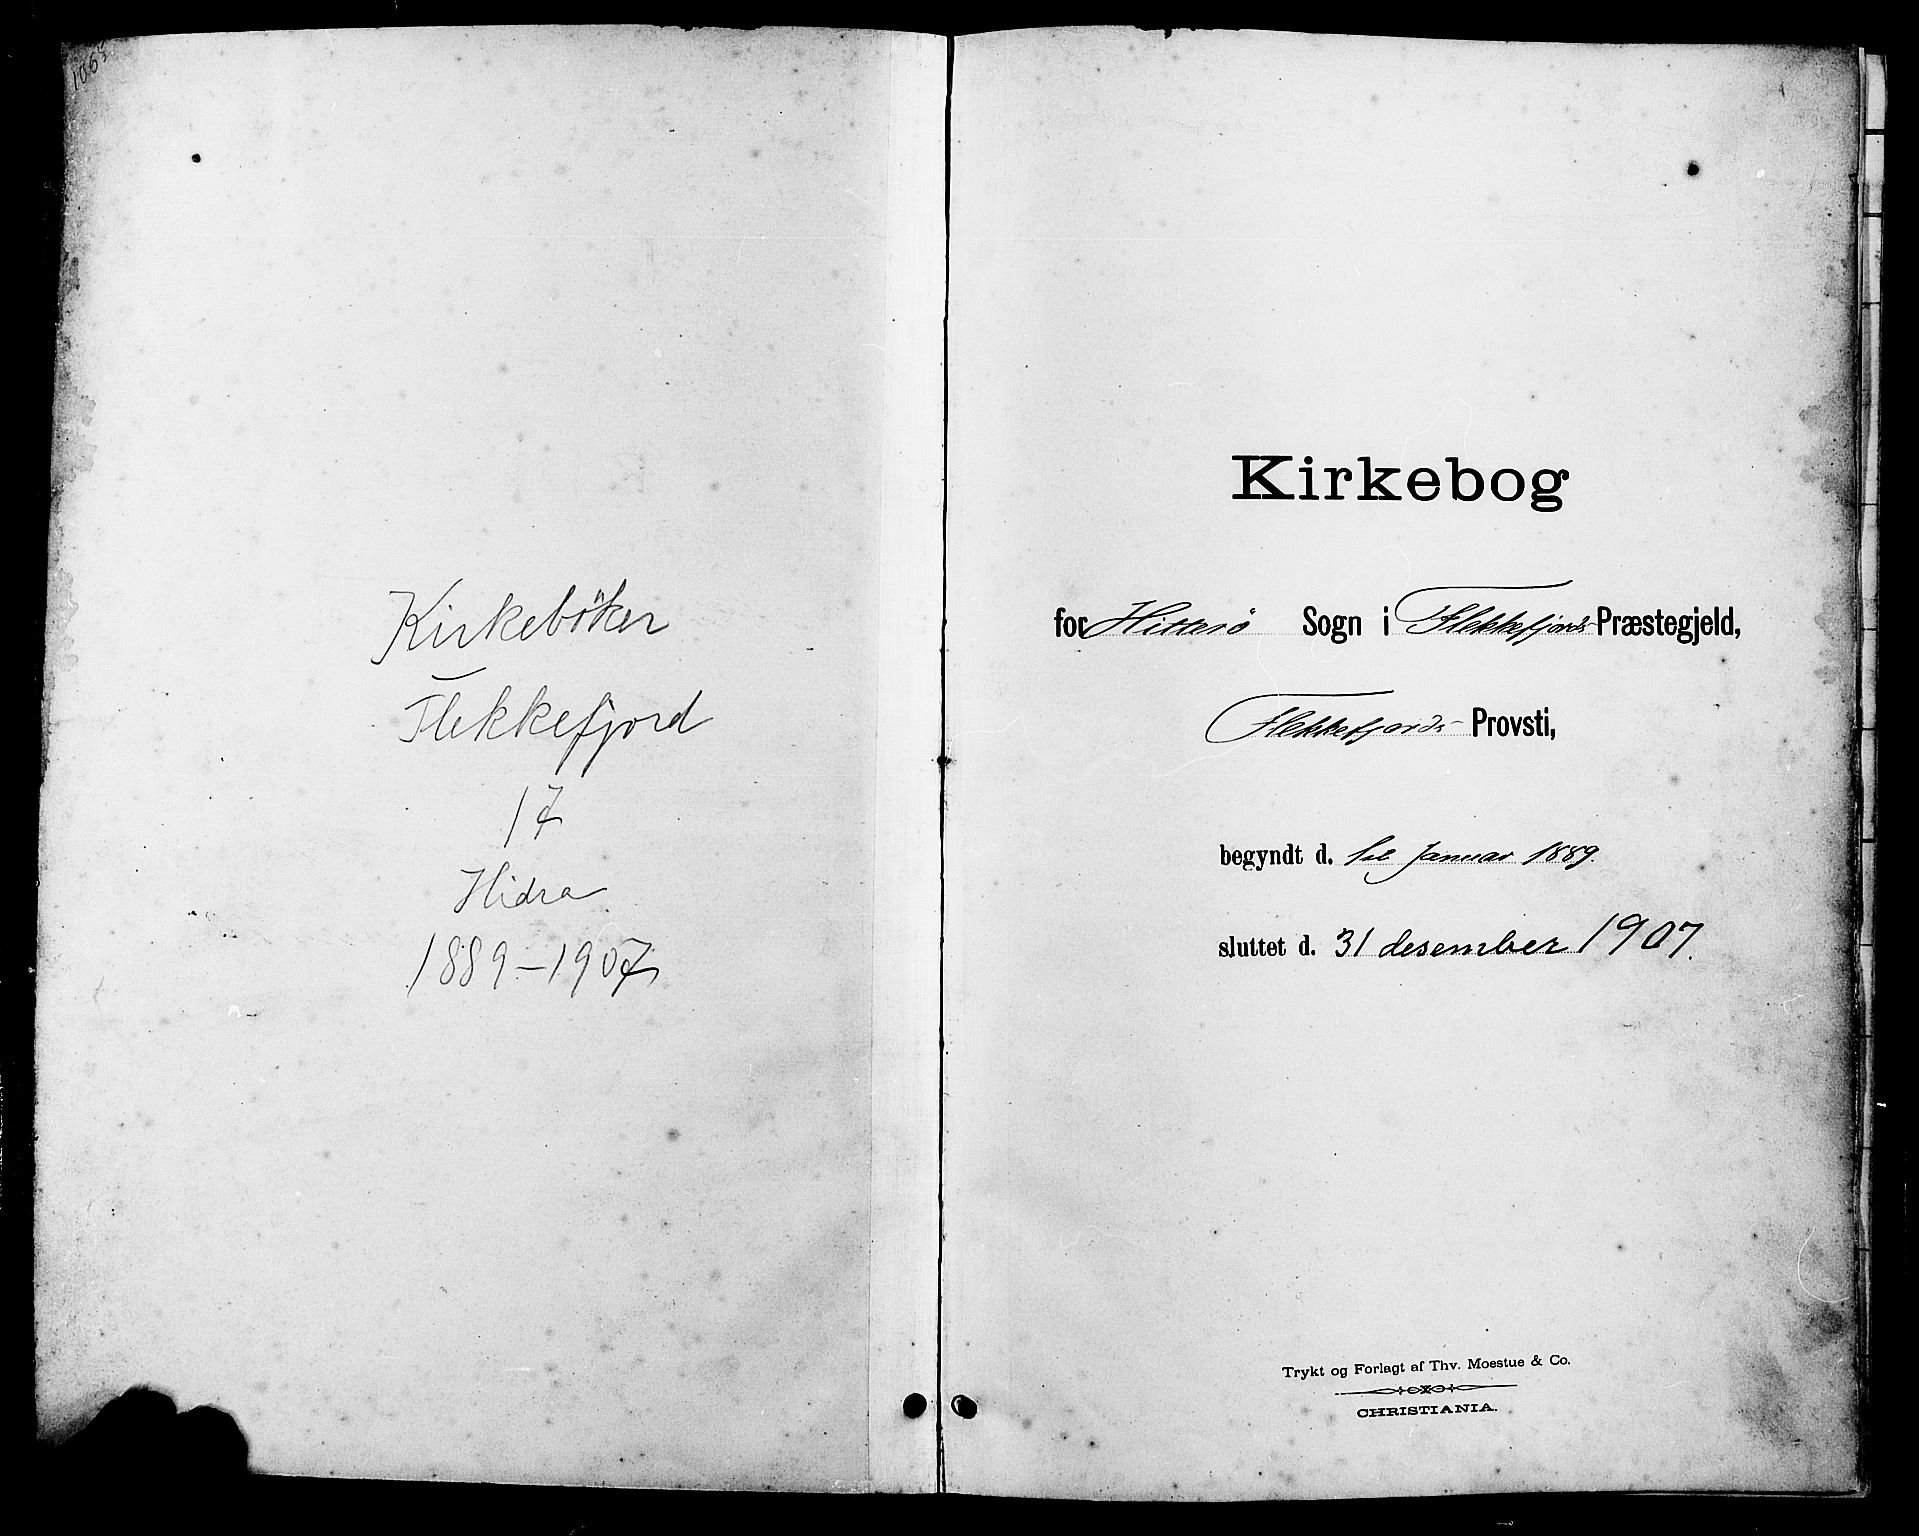 1065
Kirkebøker
Flekkefjord
17
Hidra
1889-1907
Kirkebog
for Hitterø Sogn i Flekkefjords Præstegjeld,
Flekkefjords Provsti,
begyndt d. 1ste Januar 1889.
sluttet d. 31 desember 1907.
Trykt og Forlagt af Thv. Moestue & Co.
CHRISTIANIA.